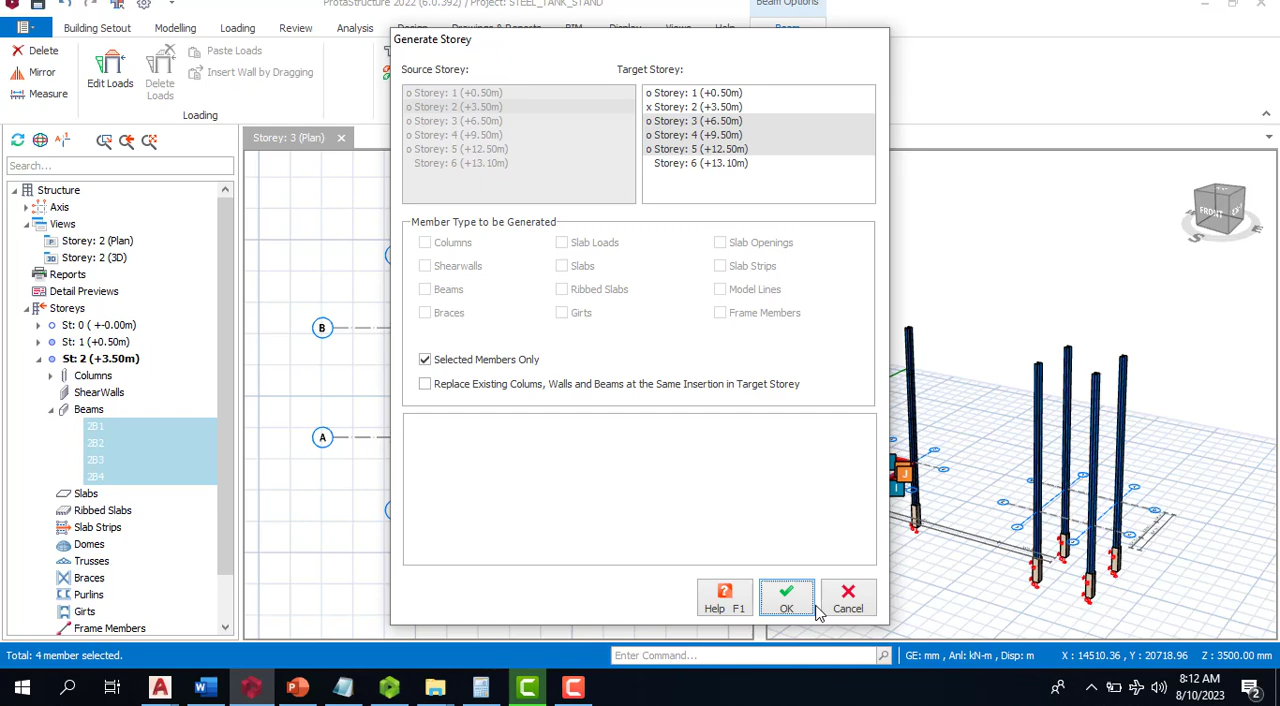 ProtaStructure 2022 (6.0.392) / Project: STEEL_TANK_STAND
Beam Options
Building Setout
Modelling
Loading
Review
Analysis
Design
Drawings & Reports
BIM
Display
Views
Help
Beam
Delete
Mirror
Measure
Edit Loads
Delete Loads
Paste Loads
Insert Wall by Dragging
Loading
Search...
Structure
Axis
Views
Storey: 2 (Plan)
Storey: 2 (3D)
Reports
Detail Previews
Storeys
St: 0 ( +-0.00m)
St: 1 (+0.50m)
St: 2 (+3.50m)
Columns
ShearWalls
Beams
2B1
2B2
2B3
2B4
Slabs
Ribbed Slabs
Slab Strips
Domes
Trusses
Braces
Purlins
Girts
Frame Members
Storey: 3 (Plan)
B
A
Generate Storey
Source Storey:
o Storey: 1 (+0.50m)
o Storey: 2 (+3.50m)
o Storey: 3 (+6.50m)
o Storey: 4 (+9.50m)
o Storey: 5 (+12.50m)
Storey: 6 (+13.10m)
Target Storey:
o Storey: 1 (+0.50m)
x Storey: 2 (+3.50m)
o Storey: 3 (+6.50m)
o Storey: 4 (+9.50m)
o Storey: 5 (+12.50m)
Storey: 6 (+13.10m)
Member Type to be Generated
Columns
Slab Loads
Slab Openings
Shearwalls
Slabs
Slab Strips
Beams
Ribbed Slabs
Model Lines
Braces
Girts
Frame Members
Selected Members Only
Replace Existing Colums, Walls and Beams at the Same Insertion in Target Storey
Help F1
OK
Cancel
FRONT
S
E
J
I
Total: 4 member selected.
Enter Command...
GE: mm , Anl: kN-m , Disp: m
X : 14510.36 , Y : 20718.96
Z : 3500.00 mm
8:12 AM
8/10/2023
2